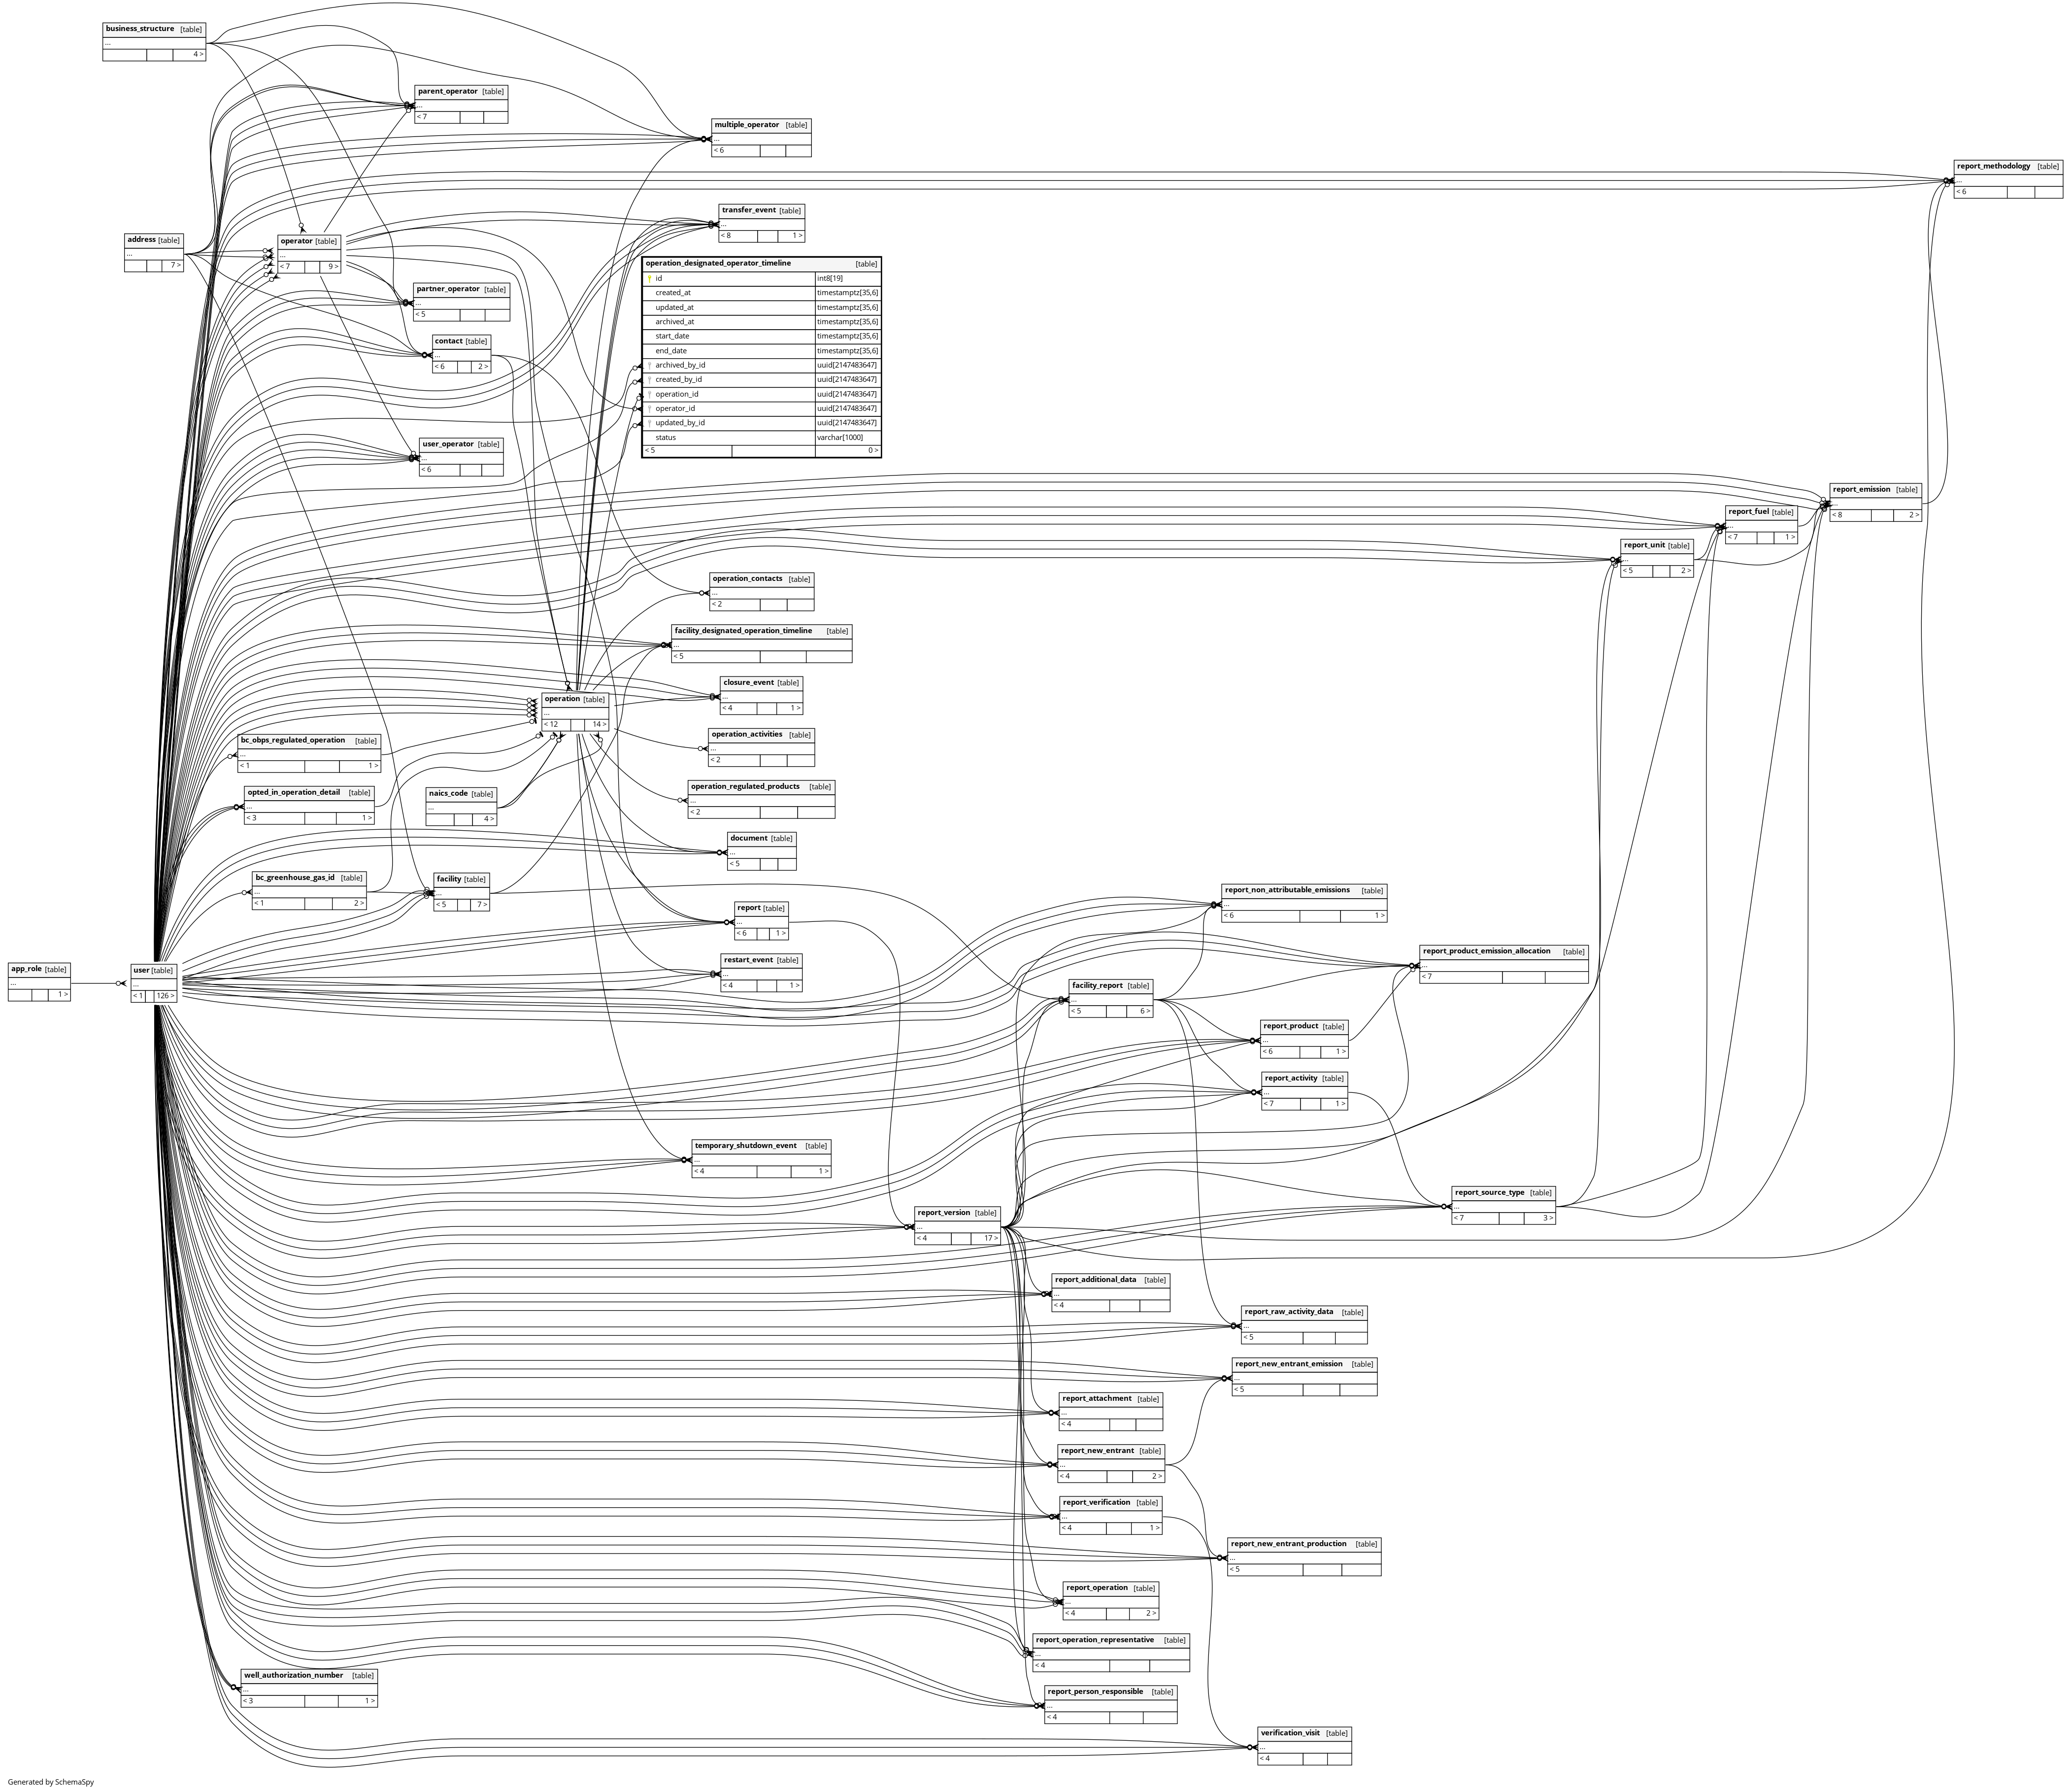 business_structure [table]
...
4 >
parent_operator [table]
...
< 7
multiple_operator [table]
...
< 6
report_methodology [table]
...
< 6
transfer_event [table]
...
< 8 1 >
address [table]
...
7 >
operator [table]
...
< 7 9 >
operation_designated_operator_timeline [table]
id int8[19]
created_at timestamptz[35,6]
updated_at timestamptz[35,6]
archived_at timestamptz[35,6]
start_date timestamptz[35,6]
end_date timestamptz[35,6]
archived_by_id uuid[2147483647]
created_by_id uuid[2147483647]
operation_id uuid[2147483647]
operator_id uuid[2147483647]
updated_by_id uuid[2147483647]
status varchar[1000]
< 5 0 >
partner_operator [table]
...
< 5
contact [table]
...
< 6 2 >
user_operator [table]
...
< 6
report_emission [table]
...
< 8 2 >
report_fuel [table]
...
< 7 1 >
report_unit [table]
...
< 5 2 >
operation_contacts [table]
...
< 2
facility_designated_operation_timeline [table]
...
< 5
closure_event [table]
...
< 4 1 >
operation [table]
...
< 12 14 >
operation_activities [table]
...
< 2
bc_obps_regulated_operation [table]
...
< 1 1 >
operation_regulated_products [table]
...
< 2
opted_in_operation_detail [table]
...
< 3 1 >
naics_code [table]
...
4 >
document [table]
...
< 5
bc_greenhouse_gas_id [table]
...
< 1 2 >
facility [table]
...
< 5 7 >
report_non_attributable_emissions [table]
...
< 6 1 >
report [table]
...
< 6 1 >
report_product_emission_allocation [table]
...
< 7
restart_event [table]
...
< 4 1 >
app_role [table]
...
1 >
user [table]
...
< 1 126 >
facility_report [table]
...
< 5 6 >
report_product [table]
...
< 6 1 >
report_activity [table]
...
< 7 1 >
temporary_shutdown_event [table]
...
< 4 1 >
report_source_type [table]
...
< 7 3 >
report_version [table]
...
< 4 17 >
report_additional_data [table]
...
< 4
report_raw_activity_data [table]
...
< 5
report_new_entrant_emission [table]
...
< 5
report_attachment [table]
...
< 4
report_new_entrant [table]
...
< 4 2 >
report_verification [table]
...
< 4 1 >
report_new_entrant_production [table]
...
< 5
report_operation [table]
...
< 4 2 >
report_operation_representative [table]
...
< 4
well_authorization_number [table]
...
< 3 1 >
report_person_responsible [table]
...
< 4
verification_visit [table]
...
< 4
Generated by SchemaSpy